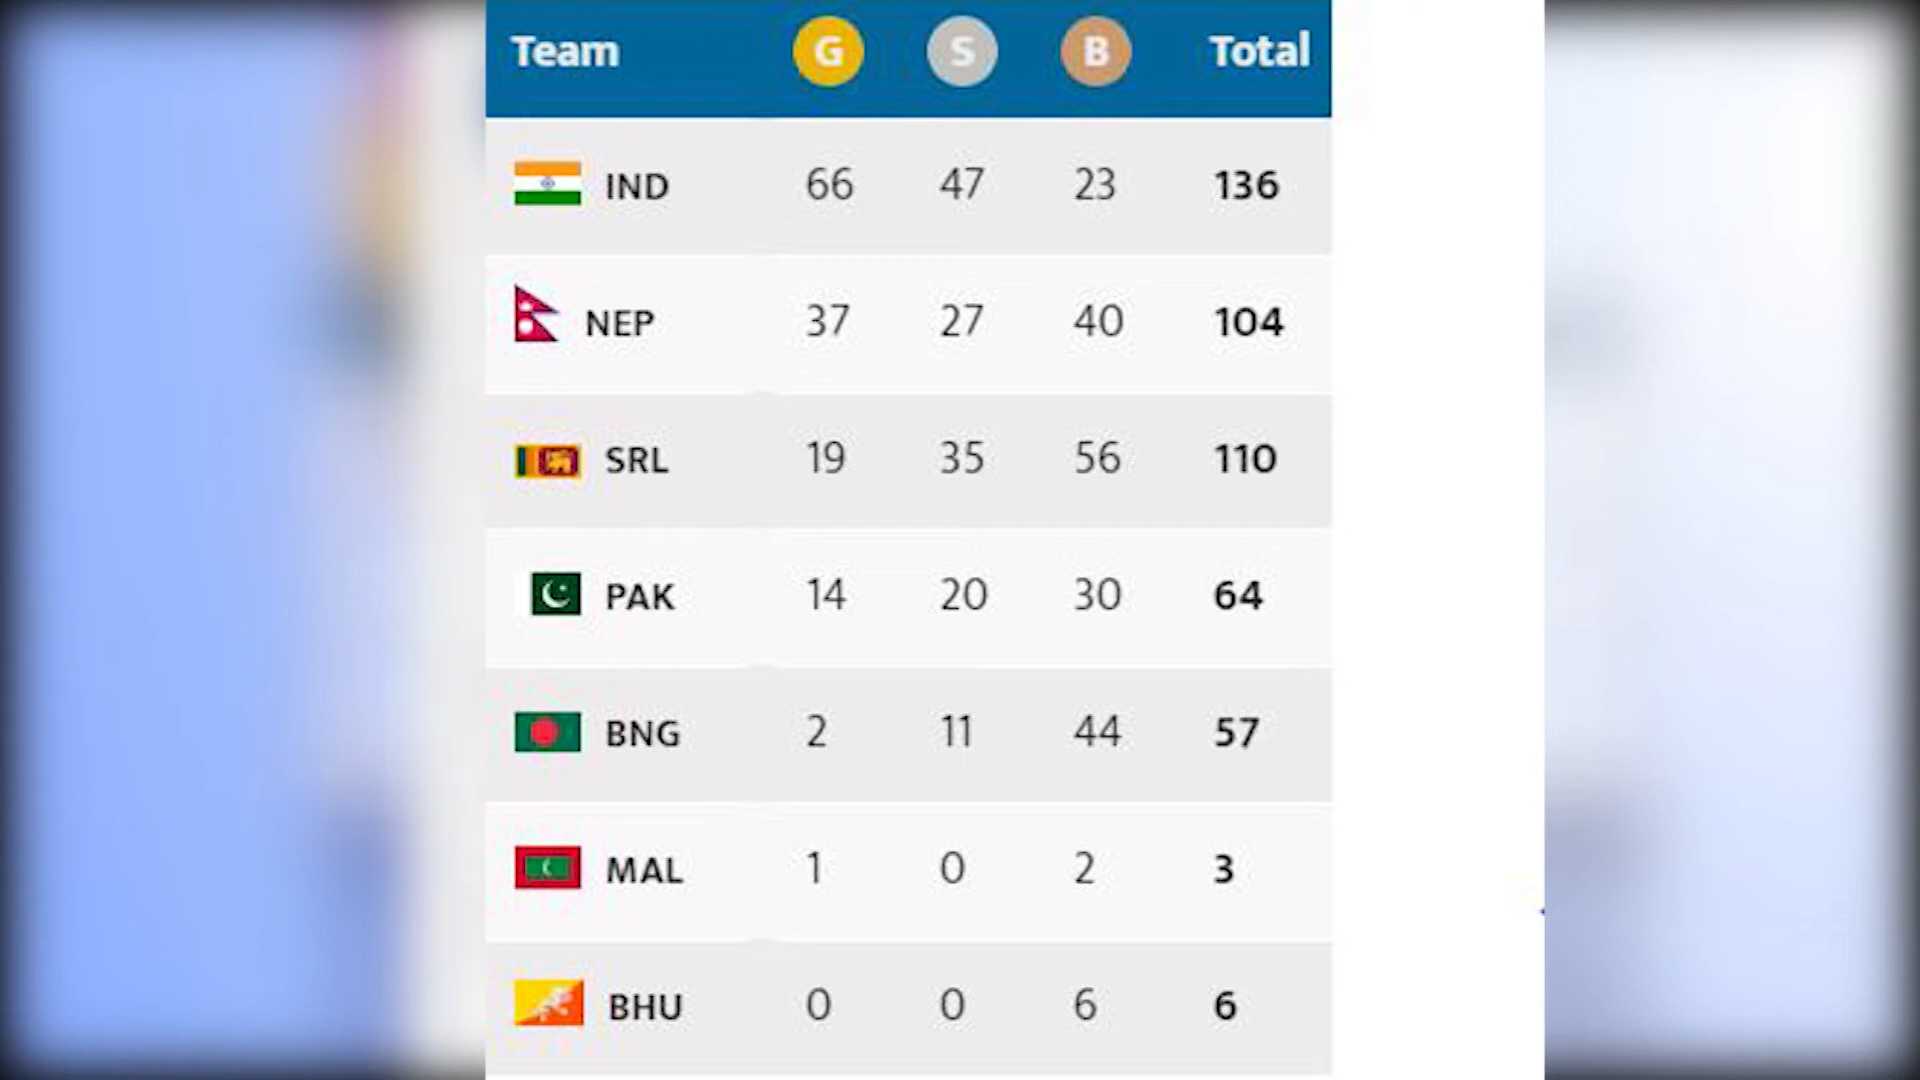 Team G S B Total
IND 66 47 23 136
NEP 37 27 40 104
SRL 19 35 56 110
PAK 14 20 30 64
BNG 2 11 44 57
MAL 1 0 2 3
BHU 0 0 6 6